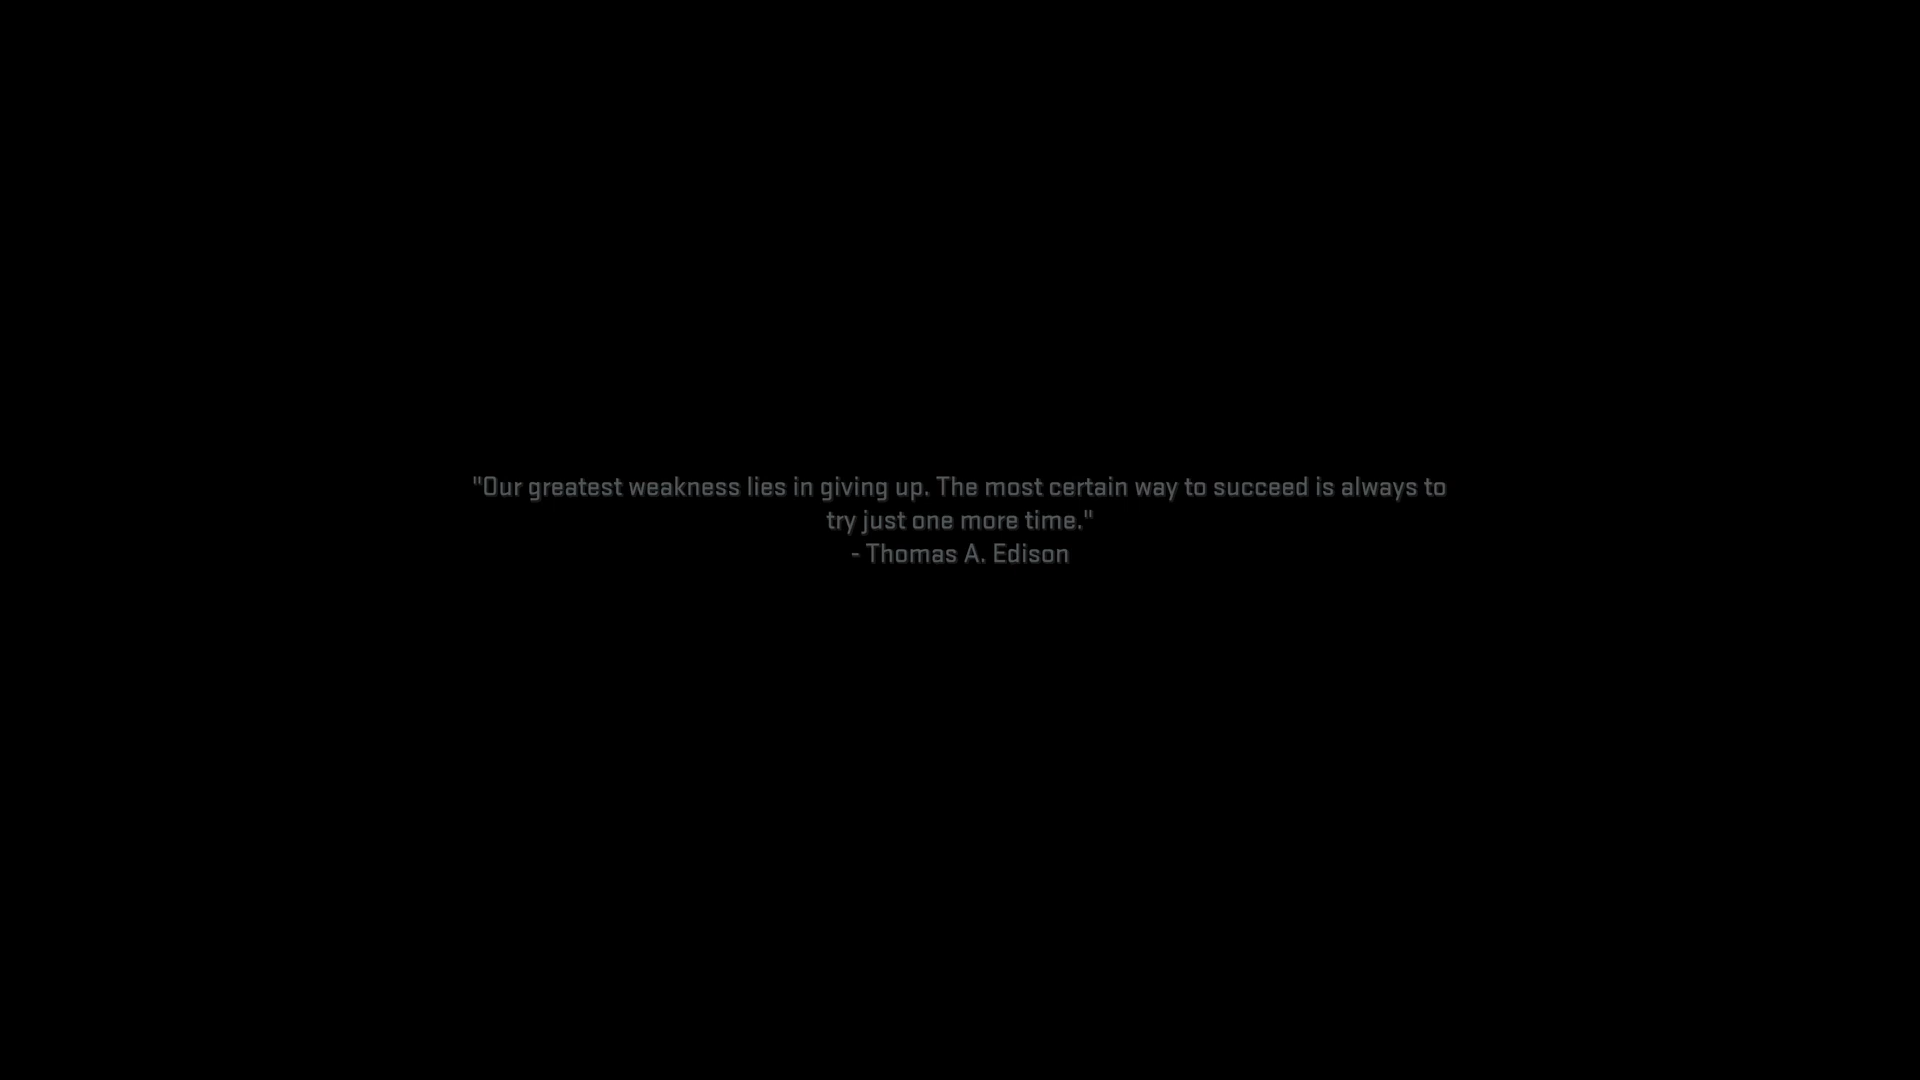 "Our greatest weakness lies in giving up. The most certain way to succeed is always to
try just one more time."
- Thomas A. Edison